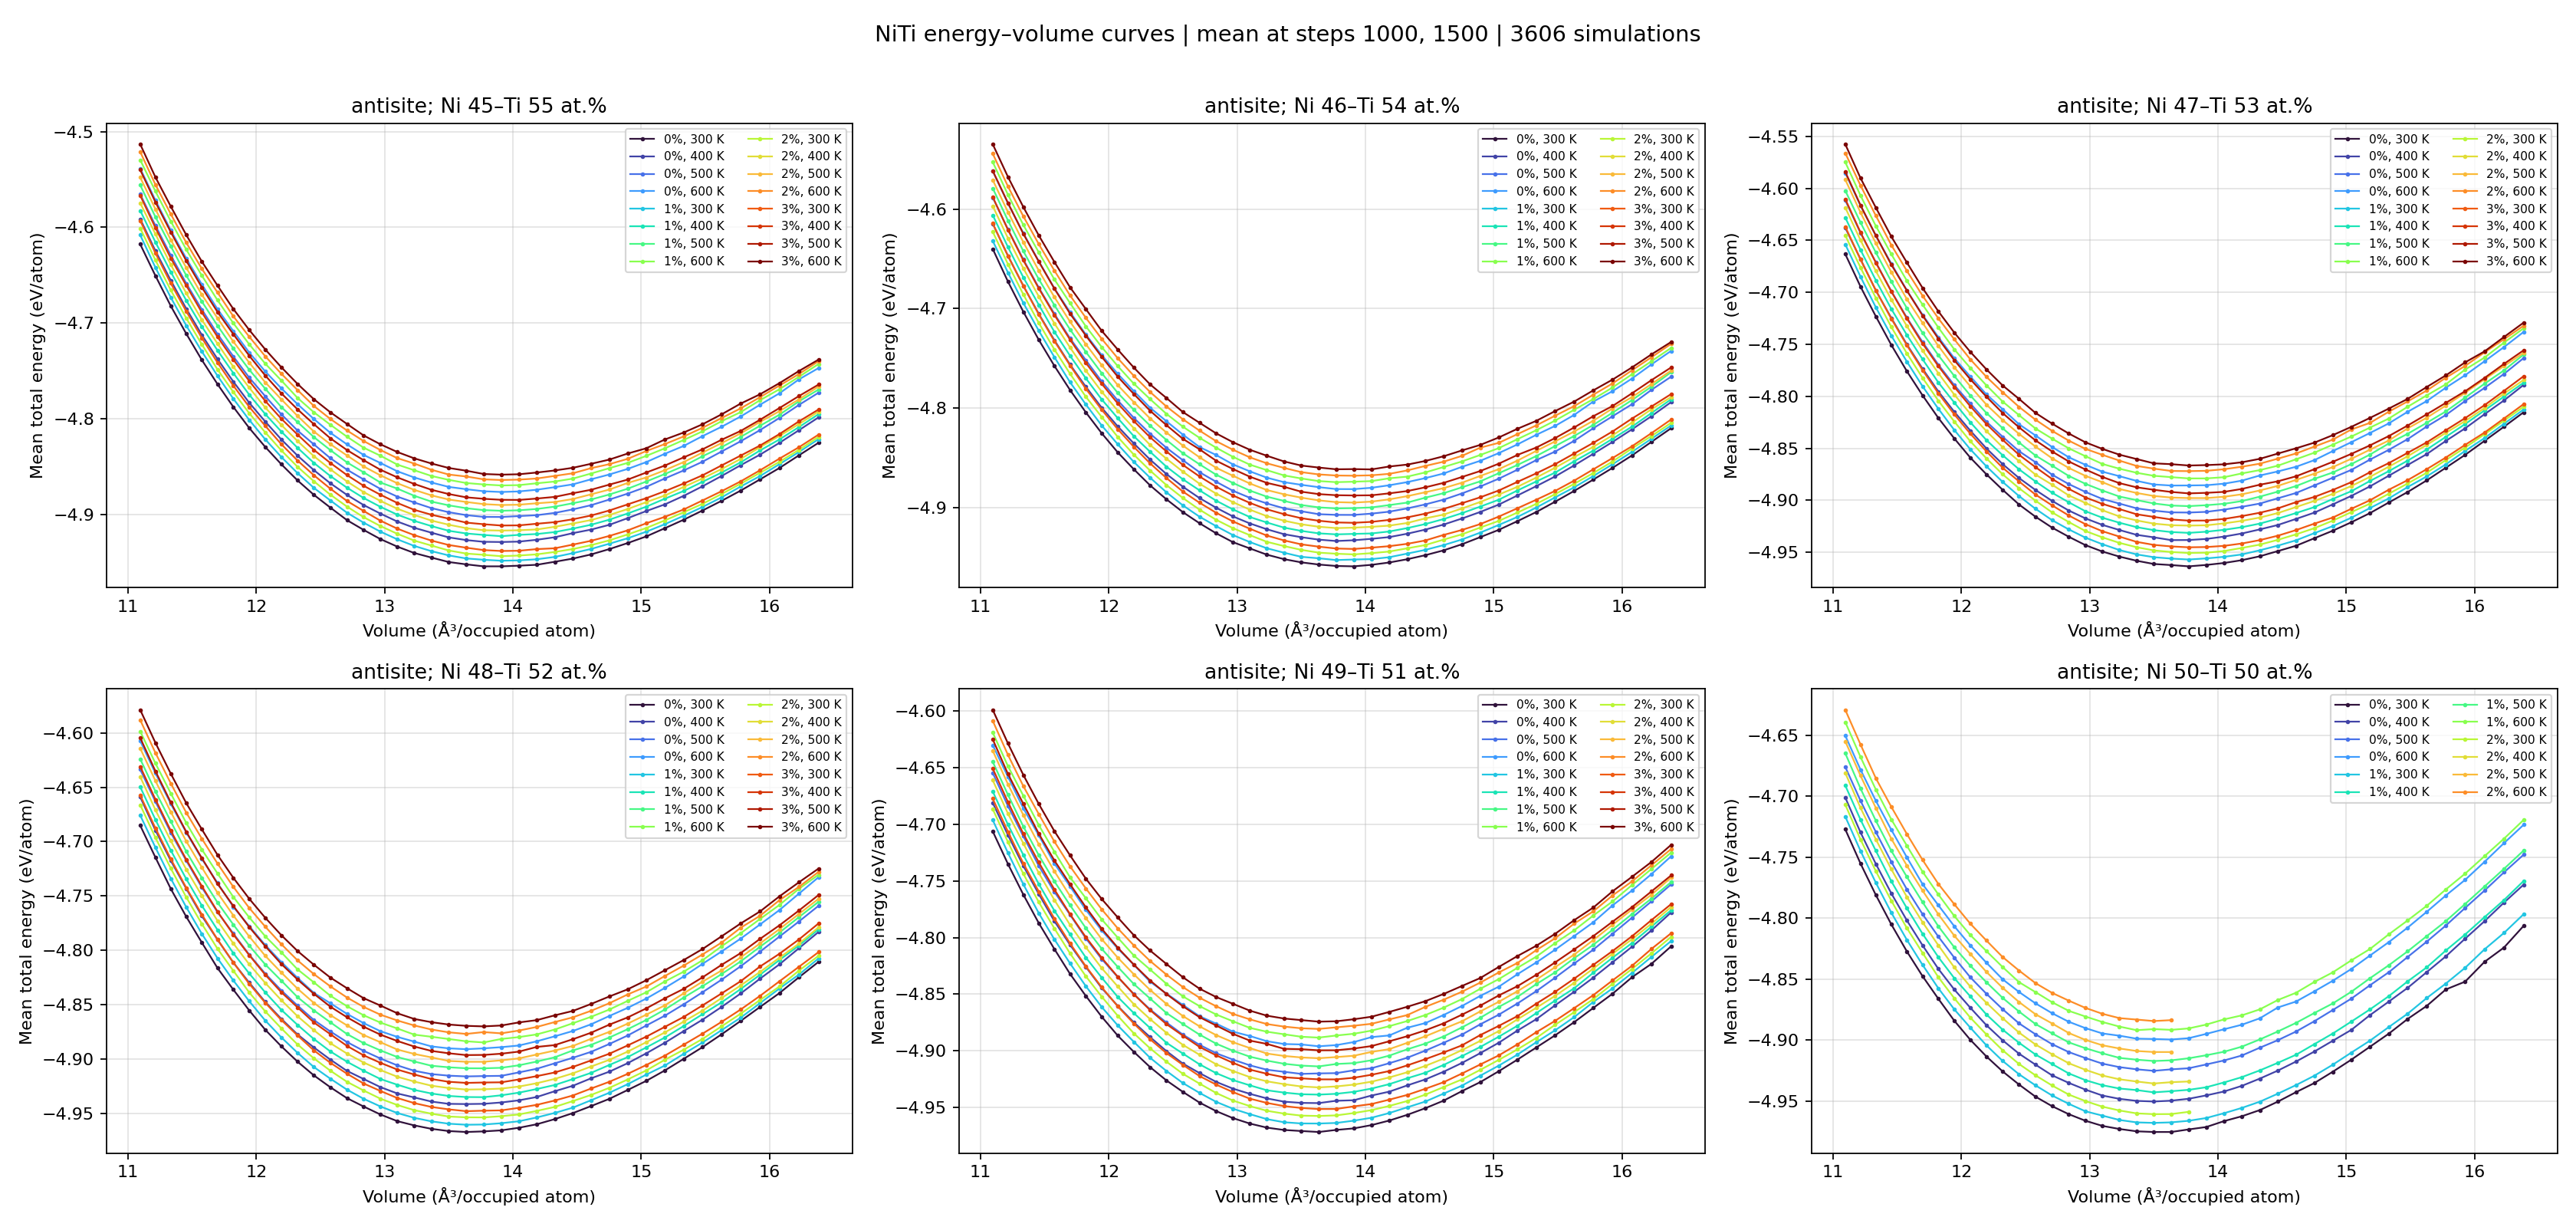 NiTi energy–volume curves | mean at steps 1000, 1500 | 3606 simulations
antisite; Ni 45–Ti 55 at.%
−4.5
−4.6
−4.7
−4.8
−4.9
Mean total energy (eV/atom)
11 12 13 14 15 16
Volume (Å³/occupied atom)
0%, 300 K 2%, 300 K
0%, 400 K 2%, 400 K
0%, 500 K 2%, 500 K
0%, 600 K 2%, 600 K
1%, 300 K 3%, 300 K
1%, 400 K 3%, 400 K
1%, 500 K 3%, 500 K
1%, 600 K 3%, 600 K
antisite; Ni 46–Ti 54 at.%
−4.6
−4.7
−4.8
−4.9
Mean total energy (eV/atom)
11 12 13 14 15 16
Volume (Å³/occupied atom)
0%, 300 K 2%, 300 K
0%, 400 K 2%, 400 K
0%, 500 K 2%, 500 K
0%, 600 K 2%, 600 K
1%, 300 K 3%, 300 K
1%, 400 K 3%, 400 K
1%, 500 K 3%, 500 K
1%, 600 K 3%, 600 K
antisite; Ni 47–Ti 53 at.%
−4.55
−4.60
−4.65
−4.70
−4.75
−4.80
−4.85
−4.90
−4.95
Mean total energy (eV/atom)
11 12 13 14 15 16
Volume (Å³/occupied atom)
0%, 300 K 2%, 300 K
0%, 400 K 2%, 400 K
0%, 500 K 2%, 500 K
0%, 600 K 2%, 600 K
1%, 300 K 3%, 300 K
1%, 400 K 3%, 400 K
1%, 500 K 3%, 500 K
1%, 600 K 3%, 600 K
antisite; Ni 48–Ti 52 at.%
−4.60
−4.65
−4.70
−4.75
−4.80
−4.85
−4.90
−4.95
Mean total energy (eV/atom)
11 12 13 14 15 16
Volume (Å³/occupied atom)
0%, 300 K 2%, 300 K
0%, 400 K 2%, 400 K
0%, 500 K 2%, 500 K
0%, 600 K 2%, 600 K
1%, 300 K 3%, 300 K
1%, 400 K 3%, 400 K
1%, 500 K 3%, 500 K
1%, 600 K 3%, 600 K
antisite; Ni 49–Ti 51 at.%
−4.60
−4.65
−4.70
−4.75
−4.80
−4.85
−4.90
−4.95
Mean total energy (eV/atom)
11 12 13 14 15 16
Volume (Å³/occupied atom)
0%, 300 K 2%, 300 K
0%, 400 K 2%, 400 K
0%, 500 K 2%, 500 K
0%, 600 K 2%, 600 K
1%, 300 K 3%, 300 K
1%, 400 K 3%, 400 K
1%, 500 K 3%, 500 K
1%, 600 K 3%, 600 K
antisite; Ni 50–Ti 50 at.%
−4.65
−4.70
−4.75
−4.80
−4.85
−4.90
−4.95
Mean total energy (eV/atom)
11 12 13 14 15 16
Volume (Å³/occupied atom)
0%, 300 K 1%, 500 K
0%, 400 K 1%, 600 K
0%, 500 K 2%, 300 K
0%, 600 K 2%, 400 K
1%, 300 K 2%, 500 K
1%, 400 K 2%, 600 K